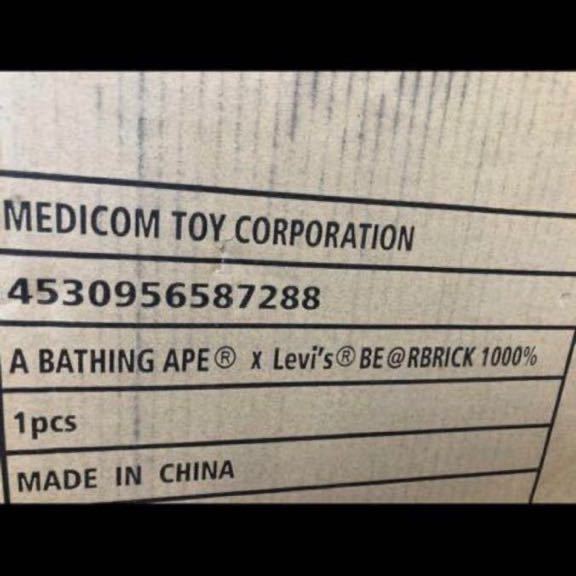 MEDICOM TOY CORPORATION
4530956587288
A BATHING APE® x Levi's® BE@RBRICK 1000%
1pcs
MADE IN CHINA